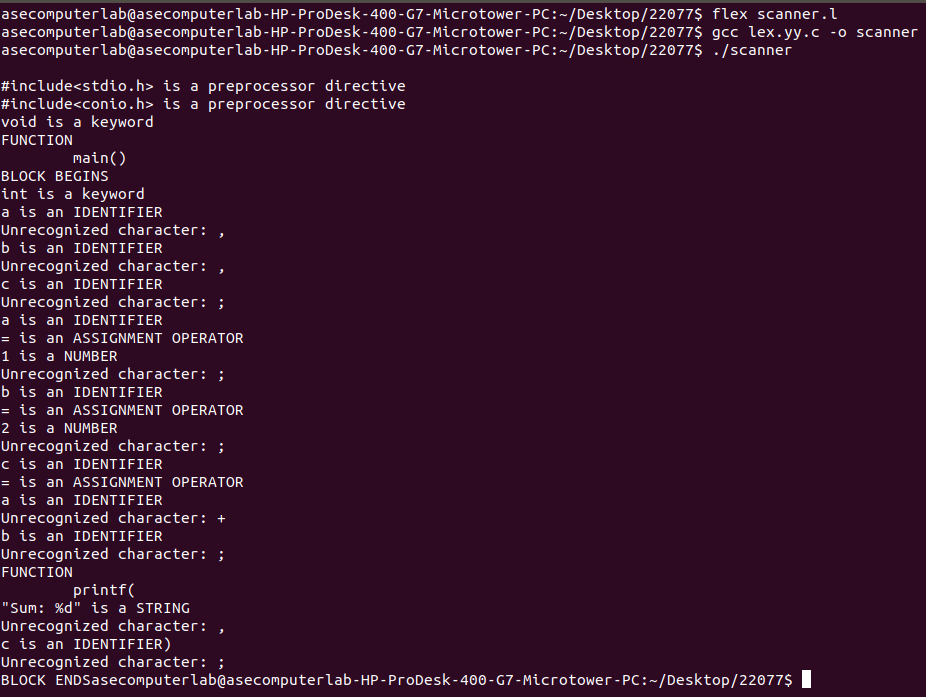 asecomputerlab@asecomputerlab-HP-ProDesk-400-G7-Microtower-PC:~/Desktop/22077$ flex scanner.l
asecomputerlab@asecomputerlab-HP-ProDesk-400-G7-Microtower-PC:~/Desktop/22077$ gcc lex.yy.c -o scanner
asecomputerlab@asecomputerlab-HP-ProDesk-400-G7-Microtower-PC:~/Desktop/22077$ ./scanner
#include<stdio.h> is a preprocessor directive
#include<conio.h> is a preprocessor directive
void is a keyword
FUNCTION
        main()
BLOCK BEGINS
int is a keyword
a is an IDENTIFIER
Unrecognized character: ,
b is an IDENTIFIER
Unrecognized character: ,
c is an IDENTIFIER
Unrecognized character: ;
a is an IDENTIFIER
= is an ASSIGNMENT OPERATOR
1 is a NUMBER
Unrecognized character: ;
b is an IDENTIFIER
= is an ASSIGNMENT OPERATOR
2 is a NUMBER
Unrecognized character: ;
c is an IDENTIFIER
= is an ASSIGNMENT OPERATOR
a is an IDENTIFIER
Unrecognized character: +
b is an IDENTIFIER
Unrecognized character: ;
FUNCTION
        printf(
"Sum: %d" is a STRING
Unrecognized character: ,
c is an IDENTIFIER)
Unrecognized character: ;
BLOCK ENDSasecomputerlab@asecomputerlab-HP-ProDesk-400-G7-Microtower-PC:~/Desktop/22077$